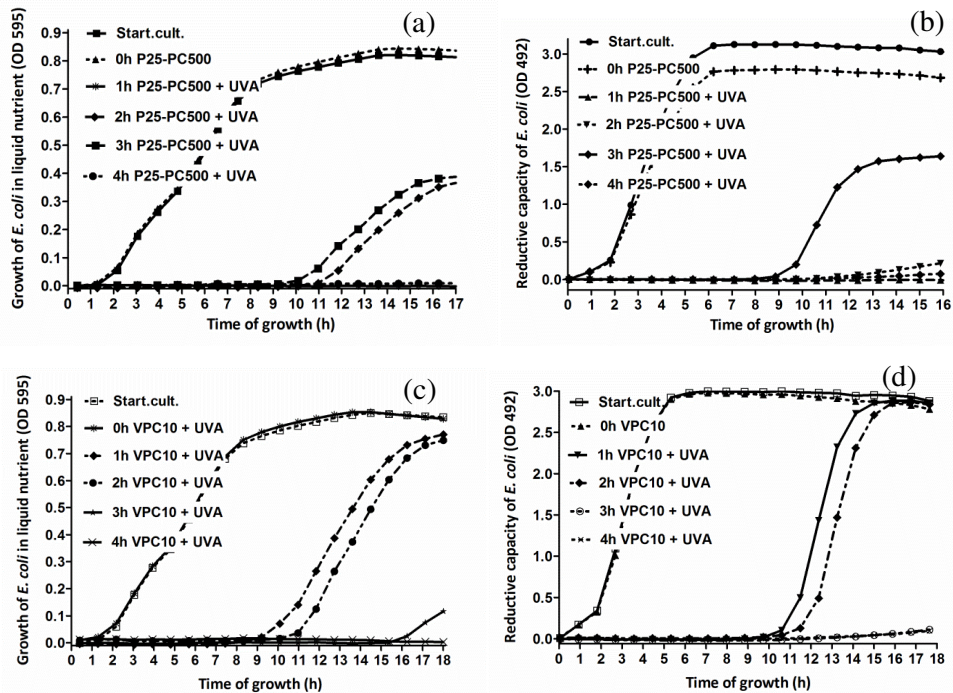 (a)
Growth of E. coli in liquid nutrient (OD 595)
0.9
0.8
0.7
0.6
0.5
0.4
0.3
0.2
0.1
0.0
Start.cult.
0h P25-PC500
1h P25-PC500 + UVA
2h P25-PC500 + UVA
3h P25-PC500 + UVA
4h P25-PC500 + UVA
0 1 2 3 4 5 6 7 8 9 10 11 12 13 14 15 16 17
Time of growth (h)
(b)
Reductive capacity of E. coli (OD 492)
3.0
2.5
2.0
1.5
1.0
0.5
0.0
Start.cult.
0h P25-PC500
1h P25-PC500 + UVA
2h P25-PC500 + UVA
3h P25-PC500 + UVA
4h P25-PC500 + UVA
0 1 2 3 4 5 6 7 8 9 10 11 12 13 14 15 16
Time of growth (h)
(c)
Growth of E. coli in liquid nutrient (OD 595)
0.9
0.8
0.7
0.6
0.5
0.4
0.3
0.2
0.1
0.0
Start.cult.
0h VPC10 + UVA
1h VPC10 + UVA
2h VPC10 + UVA
3h VPC10 + UVA
4h VPC10 + UVA
0 1 2 3 4 5 6 7 8 9 10 11 12 13 14 15 16 17 18
Time of growth (h)
(d)
Reductive capacity of E. coli (OD 492)
3.0
2.5
2.0
1.5
1.0
0.5
0.0
Start.cult.
0h VPC10
1h VPC10 + UVA
2h VPC10 + UVA
3h VPC10 + UVA
4h VPC10 + UVA
0 1 2 3 4 5 6 7 8 9 10 11 12 13 14 15 16 17 18
Time of growth (h)